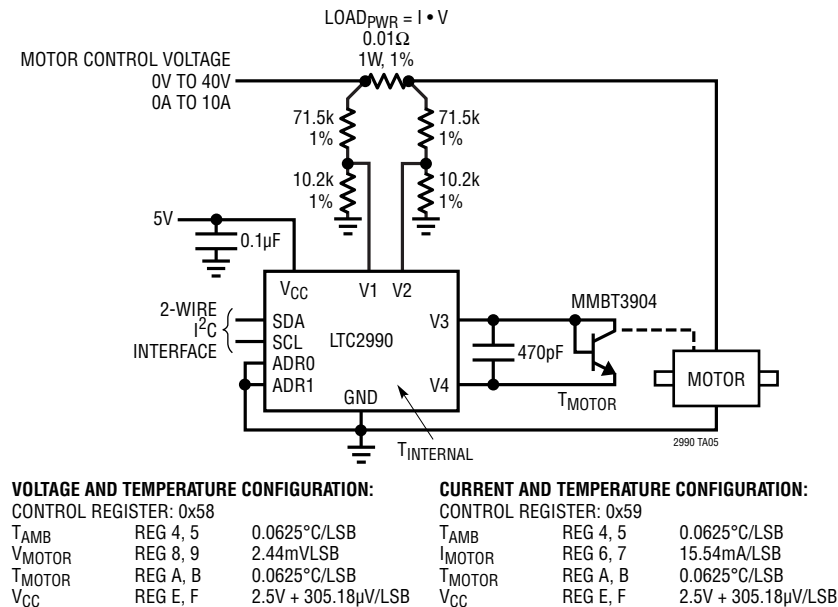 LOADPWR = I • V
0.01Ω
1W, 1%
MOTOR CONTROL VOLTAGE
0V TO 40V
0A TO 10A
71.5k
1%
71.5k
1%
10.2k
1%
10.2k
1%
5V
0.1µF
VCC
V1
V2
2-WIRE
I2C
INTERFACE
SDA
SCL
ADR0
ADR1
LTC2990
GND
V3
V4
470pF
MMBT3904
TMOTOR
MOTOR
TINTERNAL
2990 TA05
VOLTAGE AND TEMPERATURE CONFIGURATION:
CONTROL REGISTER: 0x58
TAMB REG 4, 5 0.0625°C/LSB
VMOTOR REG 8, 9 2.44mVLSB
TMOTOR REG A, B 0.0625°C/LSB
VCC REG E, F 2.5V + 305.18µV/LSB
CURRENT AND TEMPERATURE CONFIGURATION:
CONTROL REGISTER: 0x59
TAMB REG 4, 5 0.0625°C/LSB
IMOTOR REG 6, 7 15.54mA/LSB
TMOTOR REG A, B 0.0625°C/LSB
VCC REG E, F 2.5V + 305.18µV/LSB